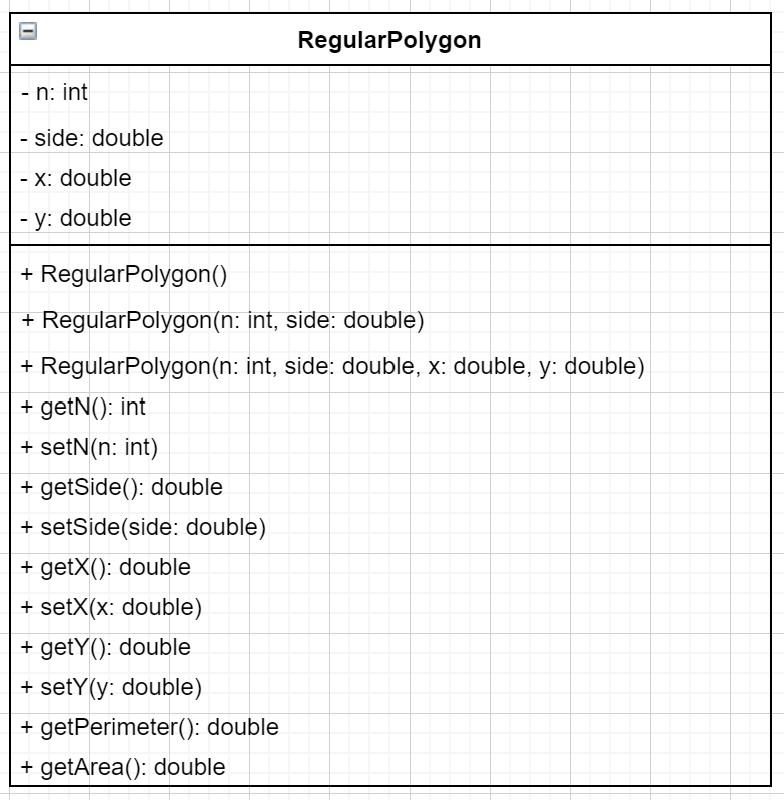 RegularPolygon
- n: int
- side: double
- x: double
- y: double
+ RegularPolygon()
+ RegularPolygon(n: int, side: double)
+ RegularPolygon(n: int, side: double, x: double, y: double)
+ getN(): int
+ setN(n: int)
+ getSide(): double
+ setSide(side: double)
+ getX(): double
+ setX(x: double)
+ getY(): double
+ setY(y: double)
+ getPerimeter(): double
+ getArea(): double